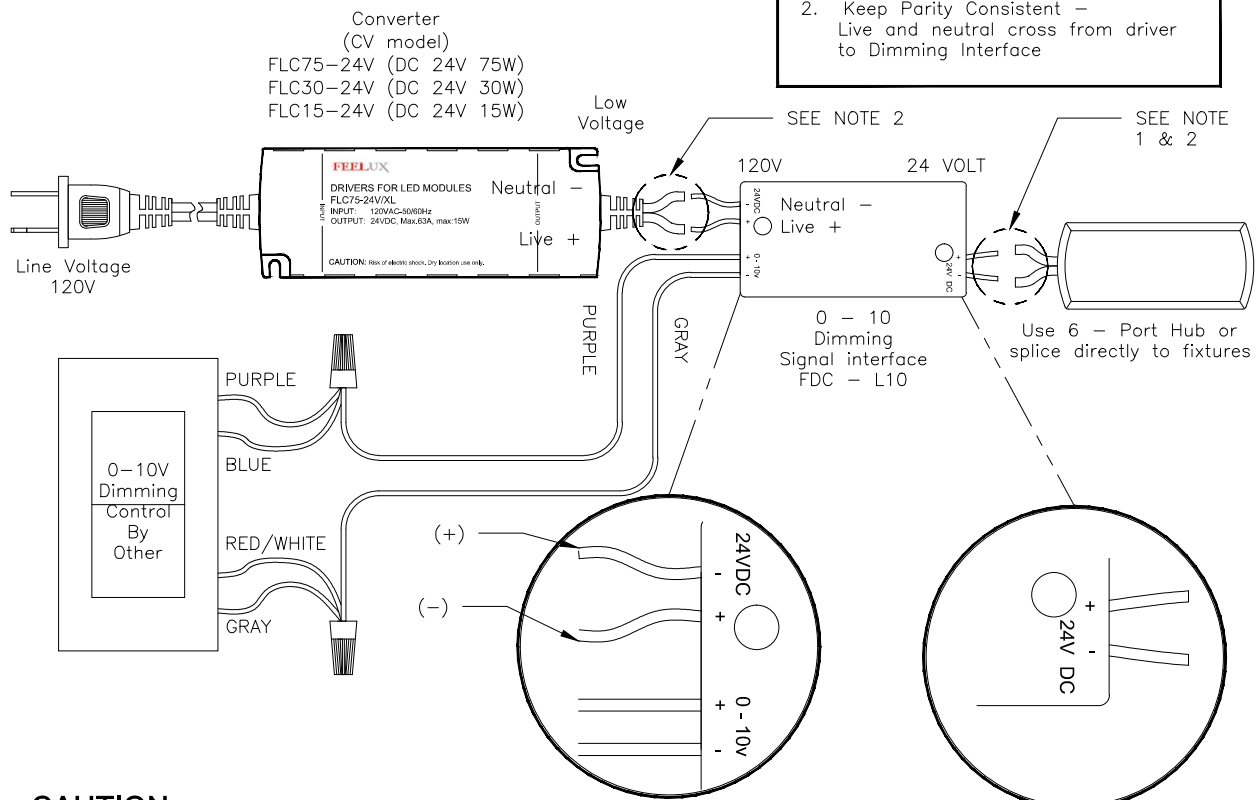 2. Keep Parity Consistent –
Live and neutral cross from driver
to Dimming Interface
Converter
(CV model)
FLC75–24V (DC 24V 75W)
FLC30–24V (DC 24V 30W)
FLC15–24V (DC 24V 15W)
Low
Voltage
SEE NOTE 2
SEE NOTE
1 & 2
120V
24 VOLT
FEELUX
DRIVERS FOR LED MODULES
FLC75-24V/XL
INPUT: 120VAC-50/60Hz
OUTPUT: 24VDC, Max.63A, max:15W
CAUTION: Risk of electric shock. Dry location use only.
INPUT
OUTPUT
Neutral –
Live +
24VDC
-
+
Neutral –
Live +
0 - 10v
+
-
+
-
24V DC
Line Voltage
120V
0 – 10
Dimming
Signal interface
FDC – L10
Use 6 – Port Hub or
splice directly to fixtures
PURPLE
GRAY
PURPLE
BLUE
0–10V
Dimming
Control
By
Other
RED/WHITE
GRAY
(+)
(–)
24VDC
-
+
+
0 - 10v
-
+
24V DC
-
CAUTION